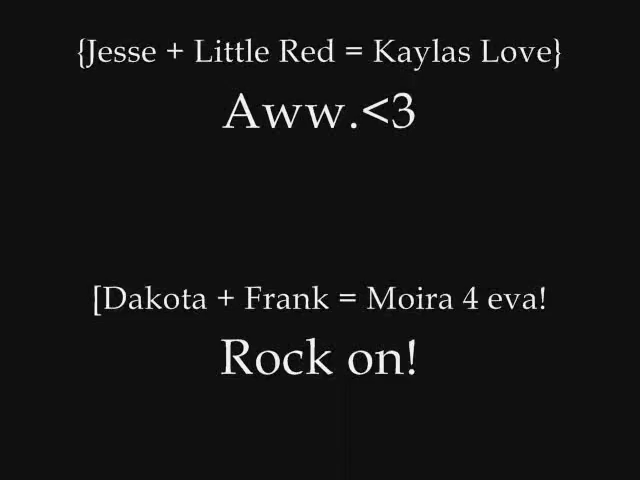 {Jesse + Little Red = Kaylas Love}
Aww.<3
[Dakota + Frank = Moira 4 eva!
Rock on!